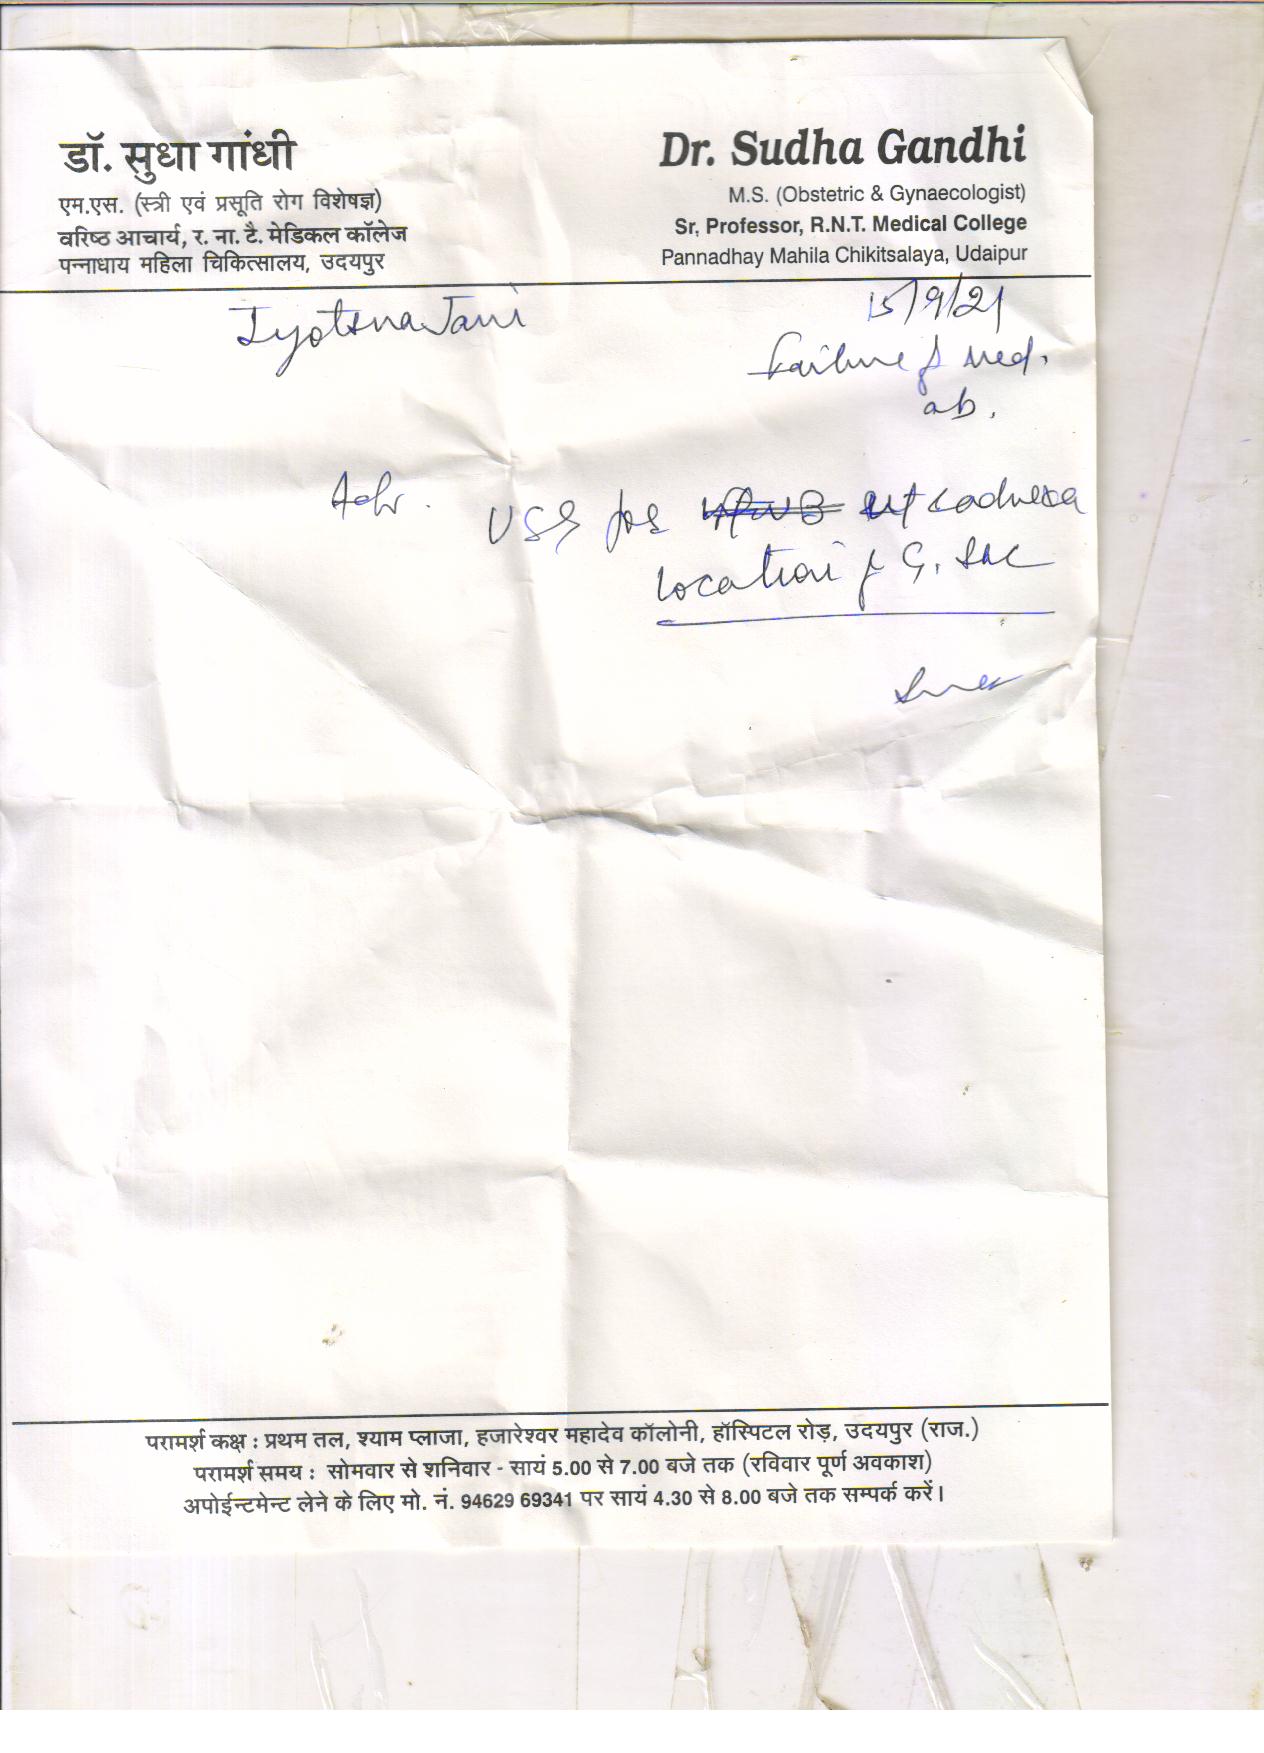 डॉ. सुधा गांधी
एम.एस. (स्त्री एवं प्रसूति रोग विशेषज्ञ)
वरिष्ठ आचार्य, र. ना. टै. मेडिकल कॉलेज
पन्नाधाय महिला चिकित्सालय, उदयपुर
Dr. Sudha Gandhi
M.S. (Obstetric & Gynaecologist)
Sr, Professor, R.N.T. Medical College
Pannadhay Mahila Chikitsalaya, Udaipur
Jyotsna Jani
15/9/21
Failure of Med.
ab.
Adv. USG for ut & adnexa
Location of G. Sac
परामर्श कक्ष : प्रथम तल, श्याम प्लाजा, हजारेश्वर महादेव कॉलोनी, हॉस्पिटल रोड़, उदयपुर (राज.)
परामर्श समय : सोमवार से शनिवार - सायं 5.00 से 7.00 बजे तक (रविवार पूर्ण अवकाश)
अपोईन्टमेन्ट लेने के लिए मो. नं. 94629 69341 पर सायं 4.30 से 8.00 बजे तक सम्पर्क करें।